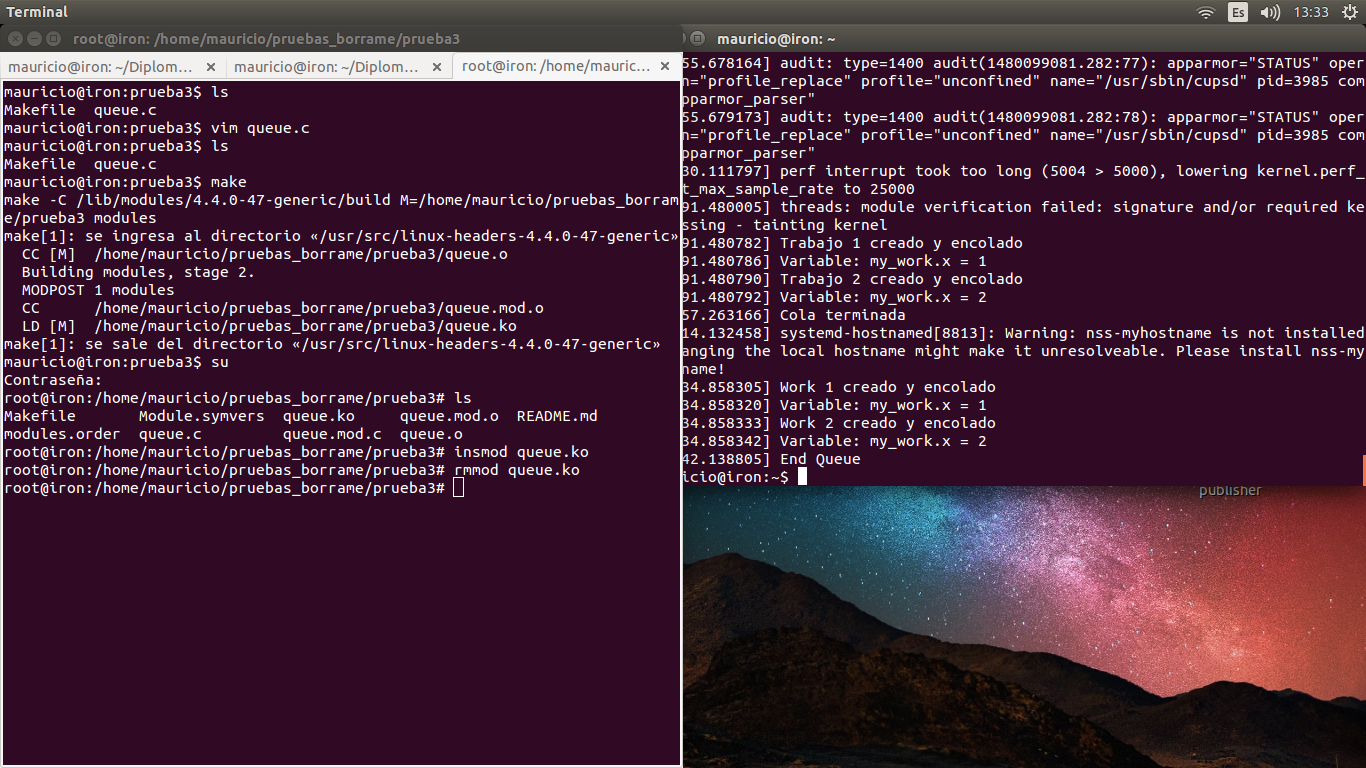 Terminal
Es
13:33
root@iron: /home/mauricio/pruebas_borrame/prueba3
mauricio@iron: ~/Diplom... × mauricio@iron: ~/Diplom... × root@iron: /home/mauric... ×
mauricio@iron:prueba3$ ls
Makefile  queue.c
mauricio@iron:prueba3$ vim queue.c
mauricio@iron:prueba3$ ls
Makefile  queue.c
mauricio@iron:prueba3$ make
make -C /lib/modules/4.4.0-47-generic/build M=/home/mauricio/pruebas_borram
e/prueba3 modules
make[1]: se ingresa al directorio «/usr/src/linux-headers-4.4.0-47-generic»
  CC [M]  /home/mauricio/pruebas_borrame/prueba3/queue.o
  Building modules, stage 2.
  MODPOST 1 modules
  CC      /home/mauricio/pruebas_borrame/prueba3/queue.mod.o
  LD [M]  /home/mauricio/pruebas_borrame/prueba3/queue.ko
make[1]: se sale del directorio «/usr/src/linux-headers-4.4.0-47-generic»
mauricio@iron:prueba3$ su
Contraseña:
root@iron:/home/mauricio/pruebas_borrame/prueba3# ls
Makefile       Module.symvers  queue.ko     queue.mod.o  README.md
modules.order  queue.c         queue.mod.c  queue.o
root@iron:/home/mauricio/pruebas_borrame/prueba3# insmod queue.ko
root@iron:/home/mauricio/pruebas_borrame/prueba3# rmmod queue.ko
root@iron:/home/mauricio/pruebas_borrame/prueba3#
mauricio@iron: ~
55.678164] audit: type=1400 audit(1480099081.282:77): apparmor="STATUS" oper
n="profile_replace" profile="unconfined" name="/usr/sbin/cupsd" pid=3985 com
pparmor_parser"
55.679173] audit: type=1400 audit(1480099081.282:78): apparmor="STATUS" oper
n="profile_replace" profile="unconfined" name="/usr/sbin/cupsd" pid=3985 com
pparmor_parser"
30.111797] perf interrupt took too long (5004 > 5000), lowering kernel.perf_
t_max_sample_rate to 25000
91.480005] threads: module verification failed: signature and/or required ke
ssing - tainting kernel
91.480782] Trabajo 1 creado y encolado
91.480786] Variable: my_work.x = 1
91.480790] Trabajo 2 creado y encolado
91.480792] Variable: my_work.x = 2
57.263166] Cola terminada
14.132458] systemd-hostnamed[8813]: Warning: nss-myhostname is not installed
anging the local hostname might make it unresolveable. Please install nss-my
name!
34.858305] Work 1 creado y encolado
34.858320] Variable: my_work.x = 1
34.858333] Work 2 creado y encolado
34.858342] Variable: my_work.x = 2
42.138805] End Queue
icio@iron:~$
publisher